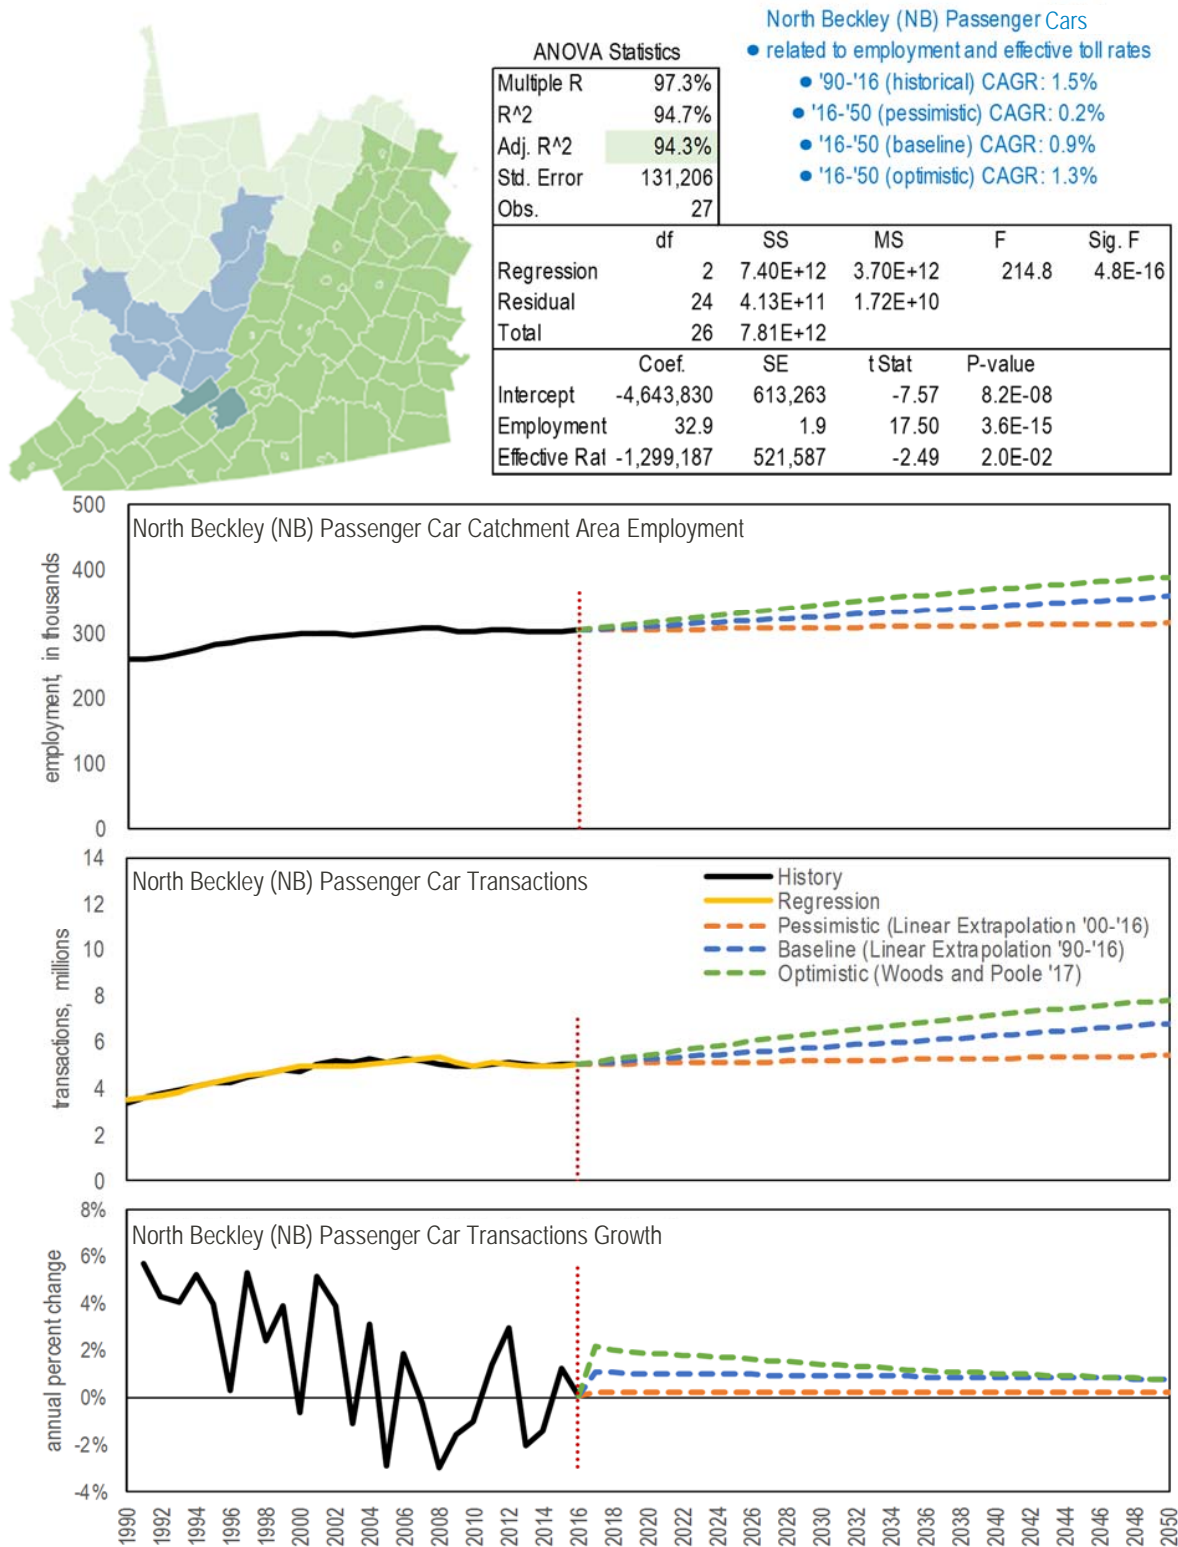 North Beckley (NB) Passenger Cars
● related to employment and effective toll rates
● '90-'16 (historical) CAGR: 1.5%
● '16-'50 (pessimistic) CAGR: 0.2%
● '16-'50 (baseline) CAGR: 0.9%
● '16-'50 (optimistic) CAGR: 1.3%
ANOVA Statistics
Multiple R 97.3%
R^2 94.7%
Adj. R^2 94.3%
Std. Error 131,206
Obs. 27
df SS MS F Sig. F
Regression 2 7.40E+12 3.70E+12 214.8 4.8E-16
Residual 24 4.13E+11 1.72E+10
Total 26 7.81E+12
Coef. SE t Stat P-value
Intercept -4,643,830 613,263 -7.57 8.2E-08
Employment 32.9 1.9 17.50 3.6E-15
Effective Rat -1,299,187 521,587 -2.49 2.0E-02
North Beckley (NB) Passenger Car Catchment Area Employment
employment, in thousands
500
400
300
200
100
0
North Beckley (NB) Passenger Car Transactions
transactions, millions
14
12
10
8
6
4
2
0
History
Regression
Pessimistic (Linear Extrapolation '00-'16)
Baseline (Linear Extrapolation '90-'16)
Optimistic (Woods and Poole '17)
North Beckley (NB) Passenger Car Transactions Growth
annual percent change
8%
6%
4%
2%
0%
-2%
-4%
1990 1992 1994 1996 1998 2000 2002 2004 2006 2008 2010 2012 2014 2016 2018 2020 2022 2024 2026 2028 2030 2032 2034 2036 2038 2040 2042 2044 2046 2048 2050